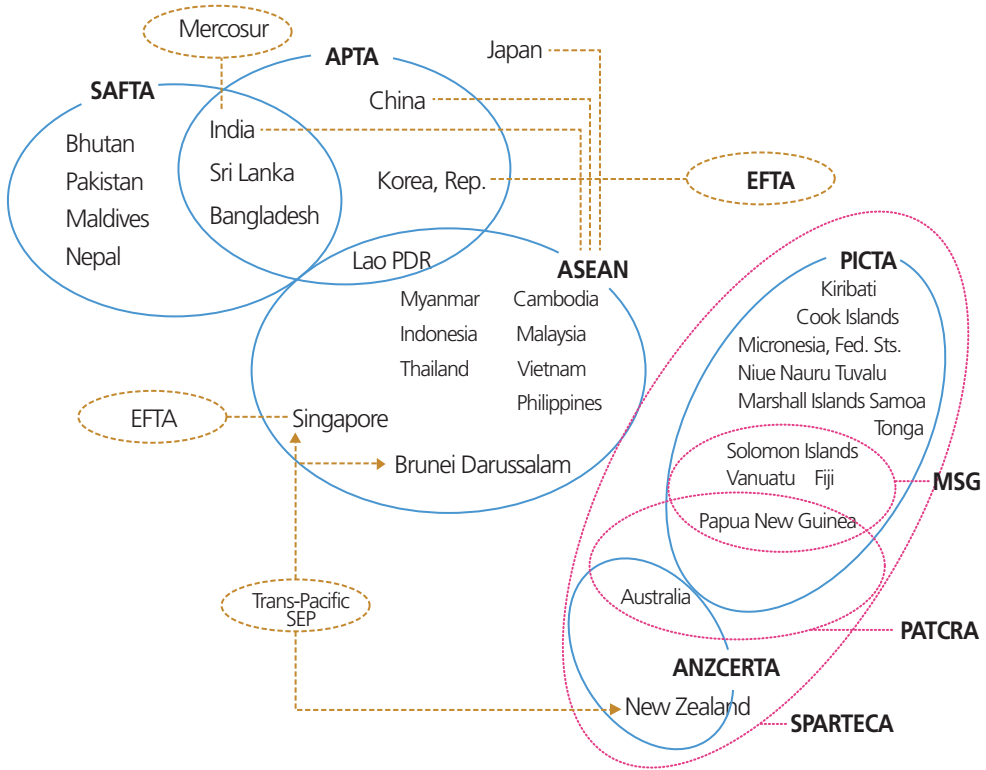 Mercosur
APTA
Japan
SAFTA
China
India
Bhutan
Sri Lanka
Pakistan
Korea, Rep.
EFTA
Maldives
Bangladesh
Nepal
Lao PDR
ASEAN
PICTA
Myanmar
Cambodia
Kiribati
Indonesia
Malaysia
Cook Islands
Thailand
Vietnam
Micronesia, Fed. Sts.
Niue Nauru Tuvalu
Philippines
Marshall Islands Samoa
Tonga
EFTA
Singapore
Brunei Darussalam
Solomon Islands
Vanuatu Fiji
MSG
Papua New Guinea
Trans-Pacific
SEP
Australia
PATCRA
ANZCERTA
New Zealand
SPARTECA